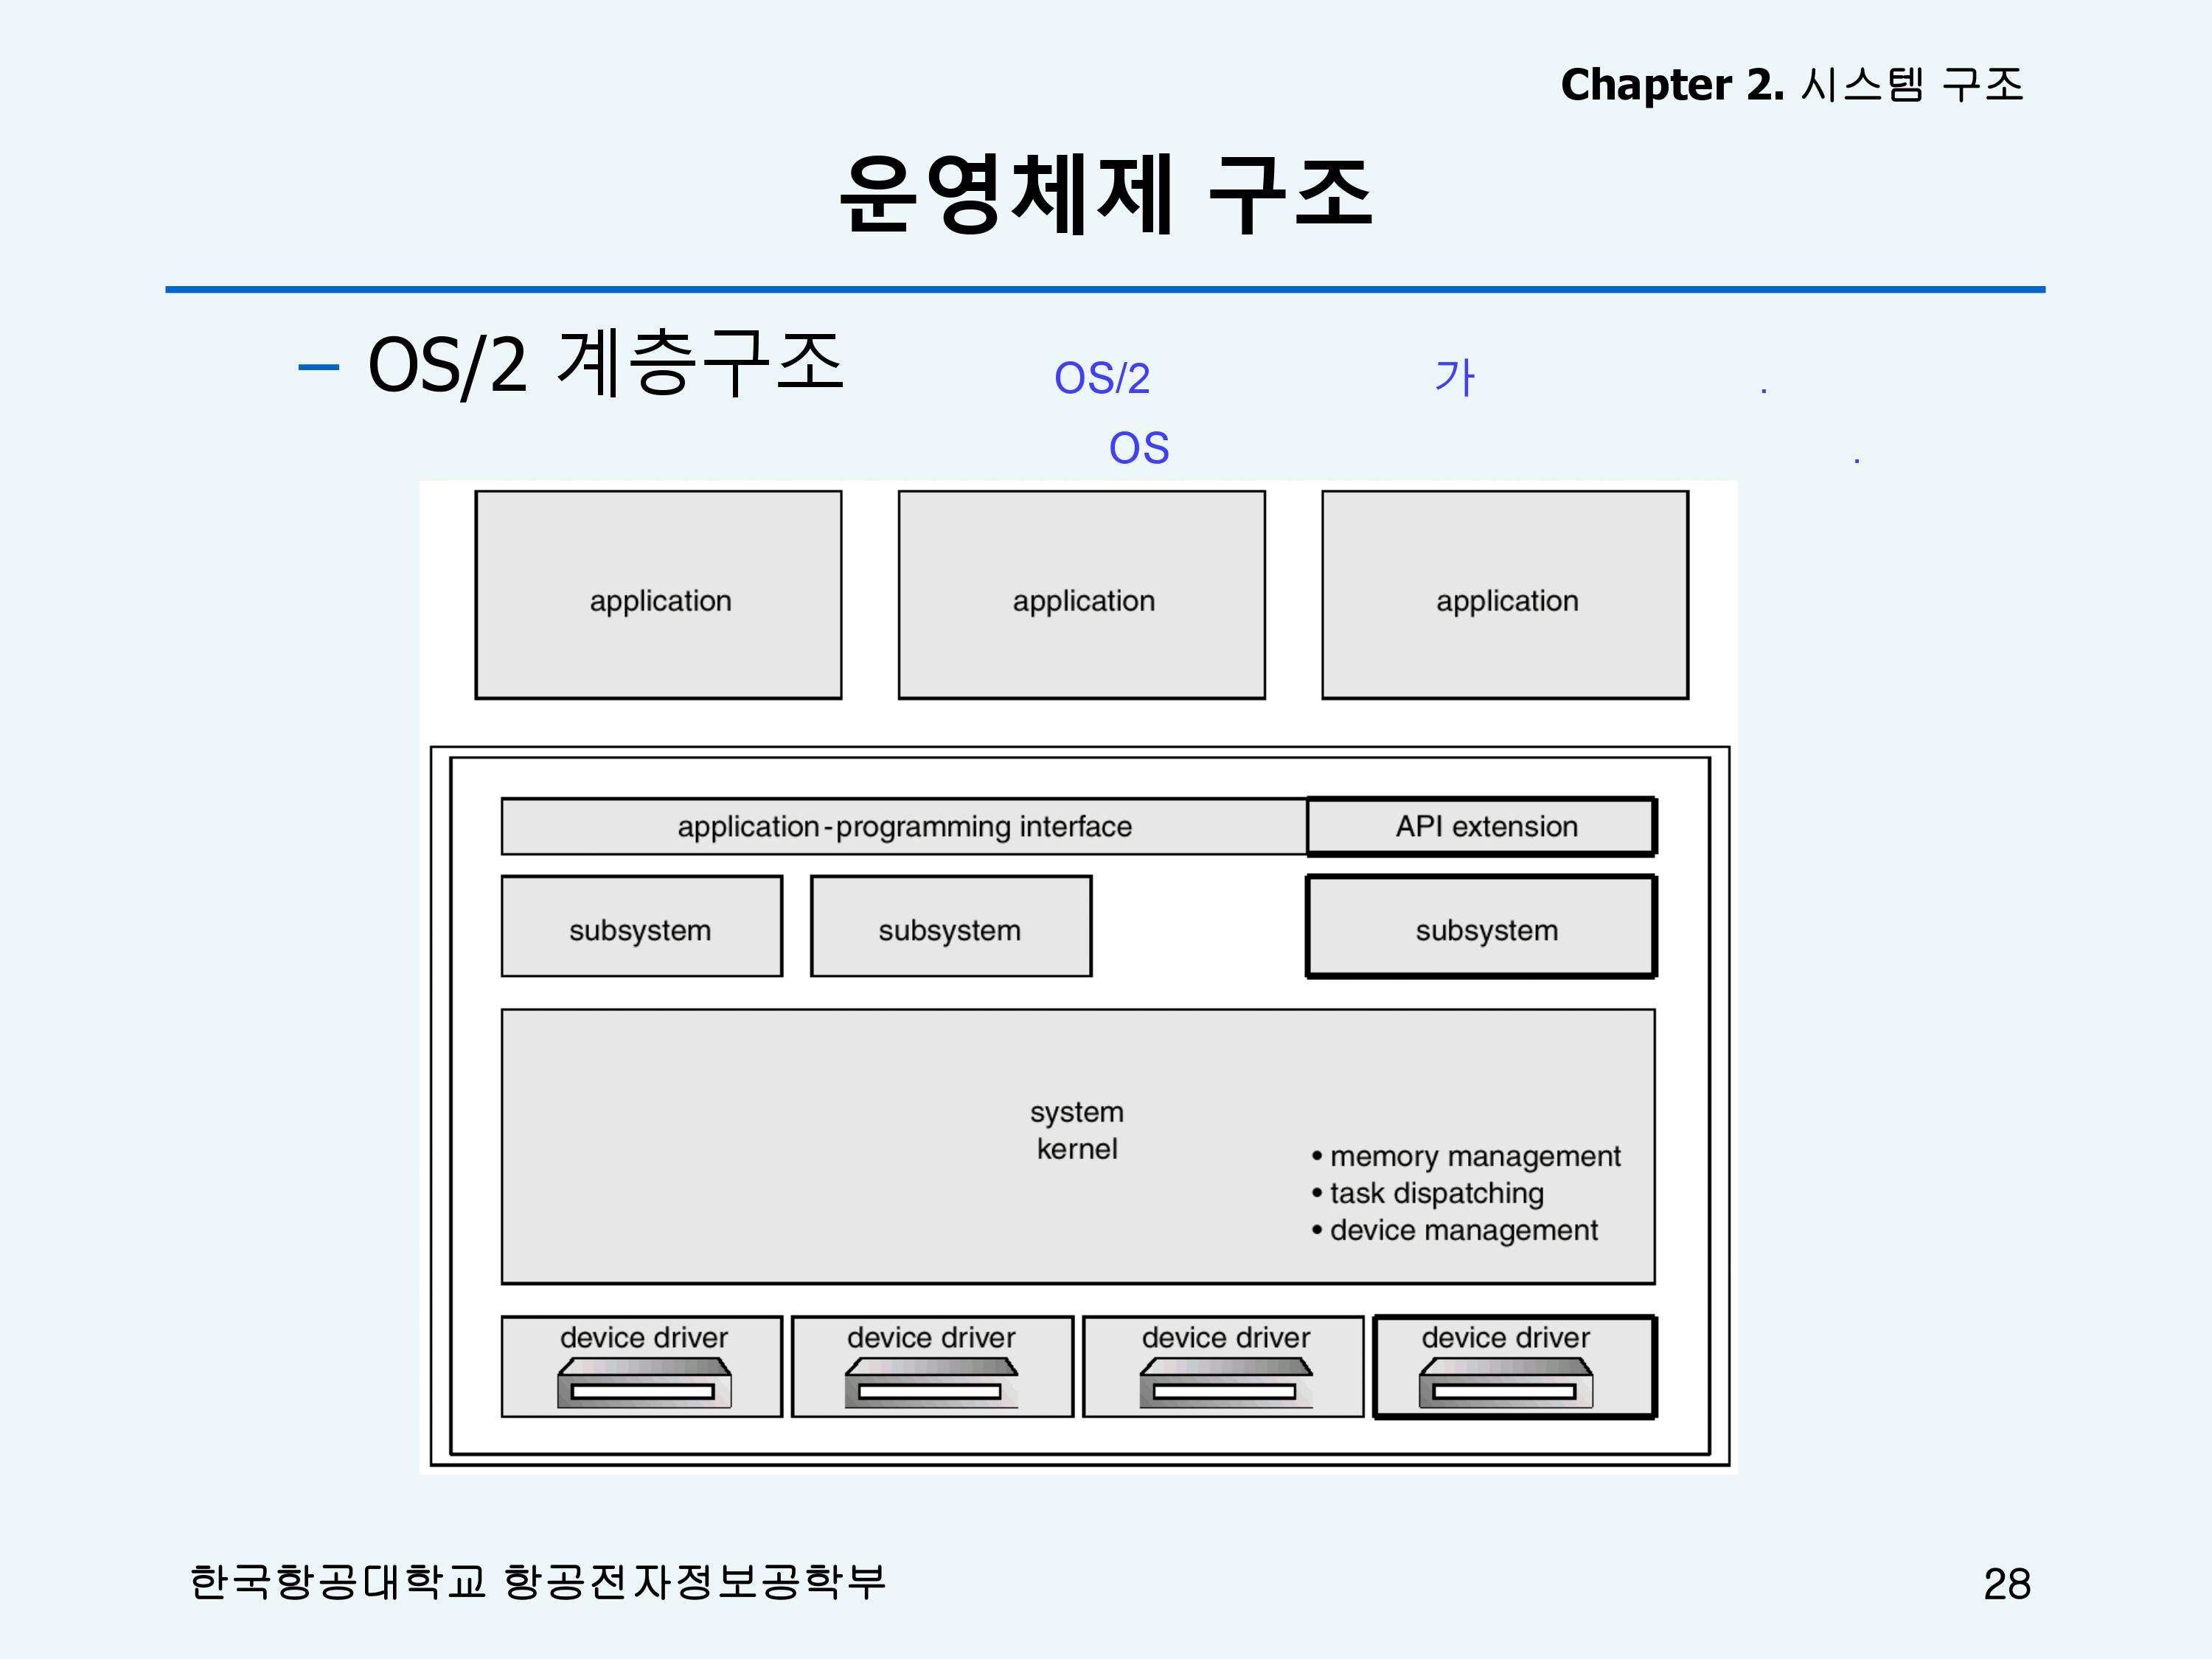 Chapter 2. 시스템 구조
운영체제 구조
– OS/2 계층구조
OS/2 가 .
OS .
application application application
application-programming interface API extension
subsystem subsystem subsystem
system
kernel
• memory management
• task dispatching
• device management
device driver device driver device driver device driver
한국항공대학교 항공전자정보공학부 28